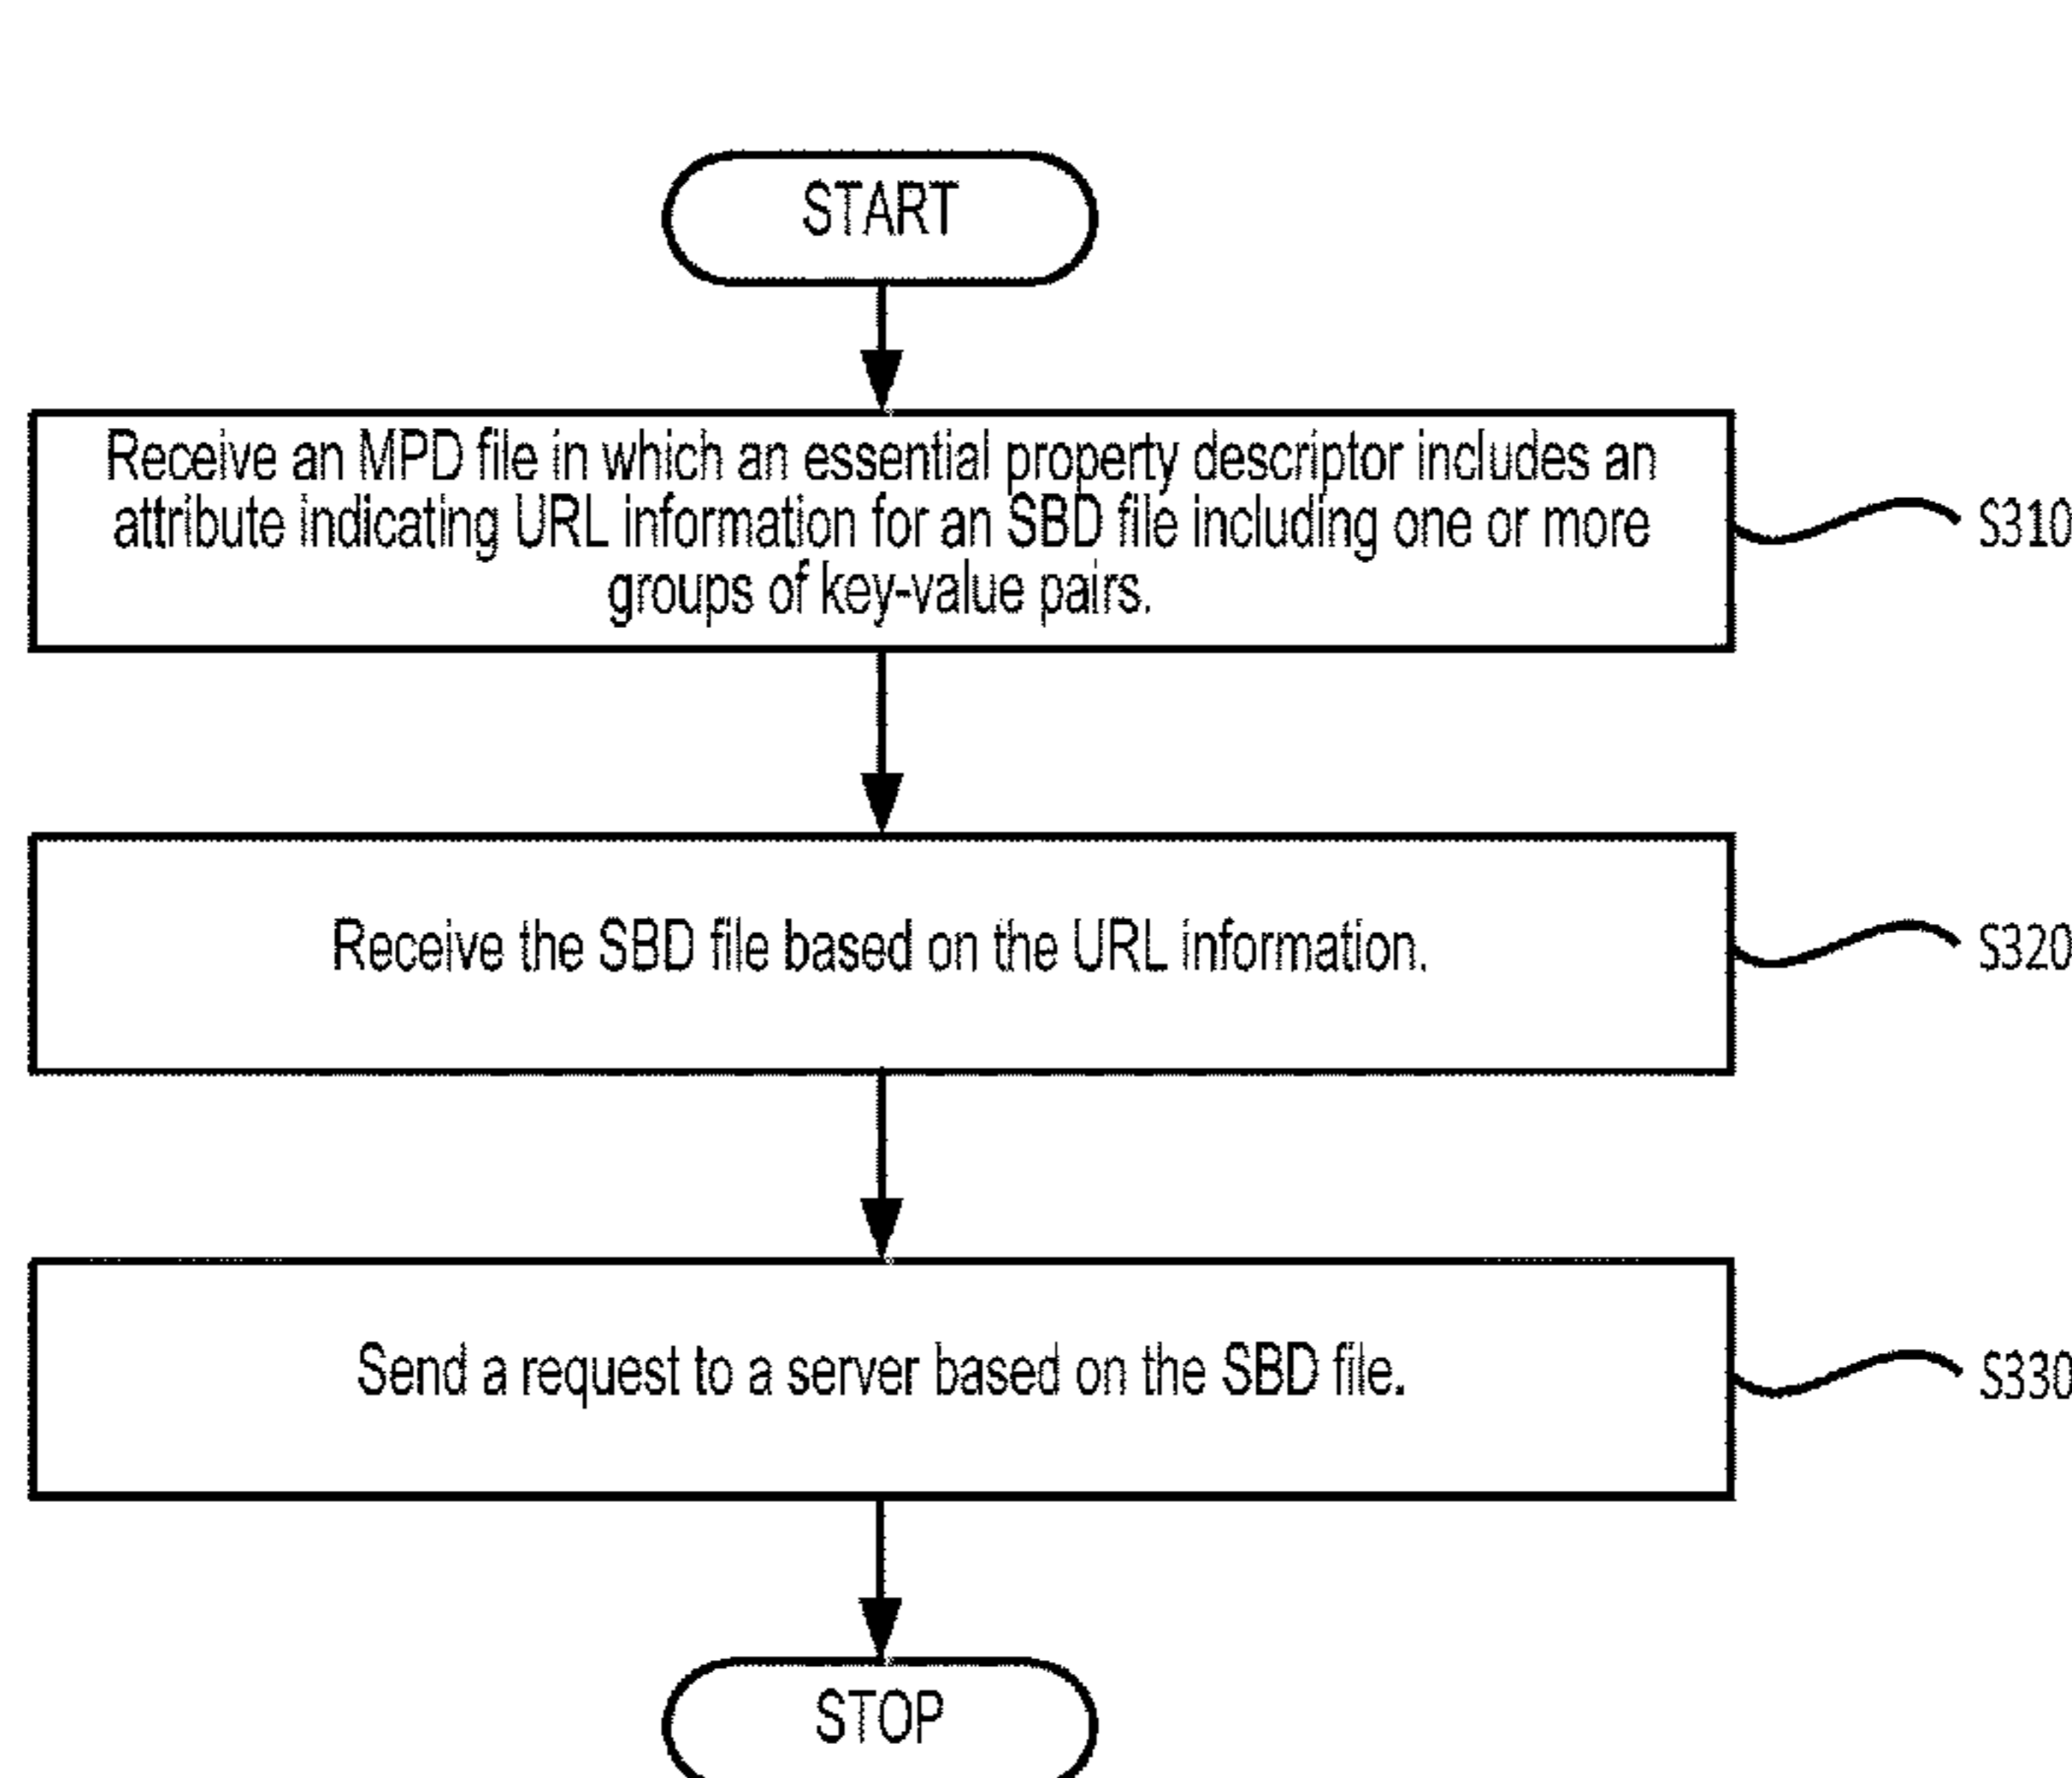 START
Receive an MPD file in which an essential property descriptor includes an
attribute indicating URL information for an SBD file including one or more
groups of key-value pairs.
S310
Receive the SBD file based on the URL information.
S320
Send a request to a server based on the SBD file.
S330
STOP